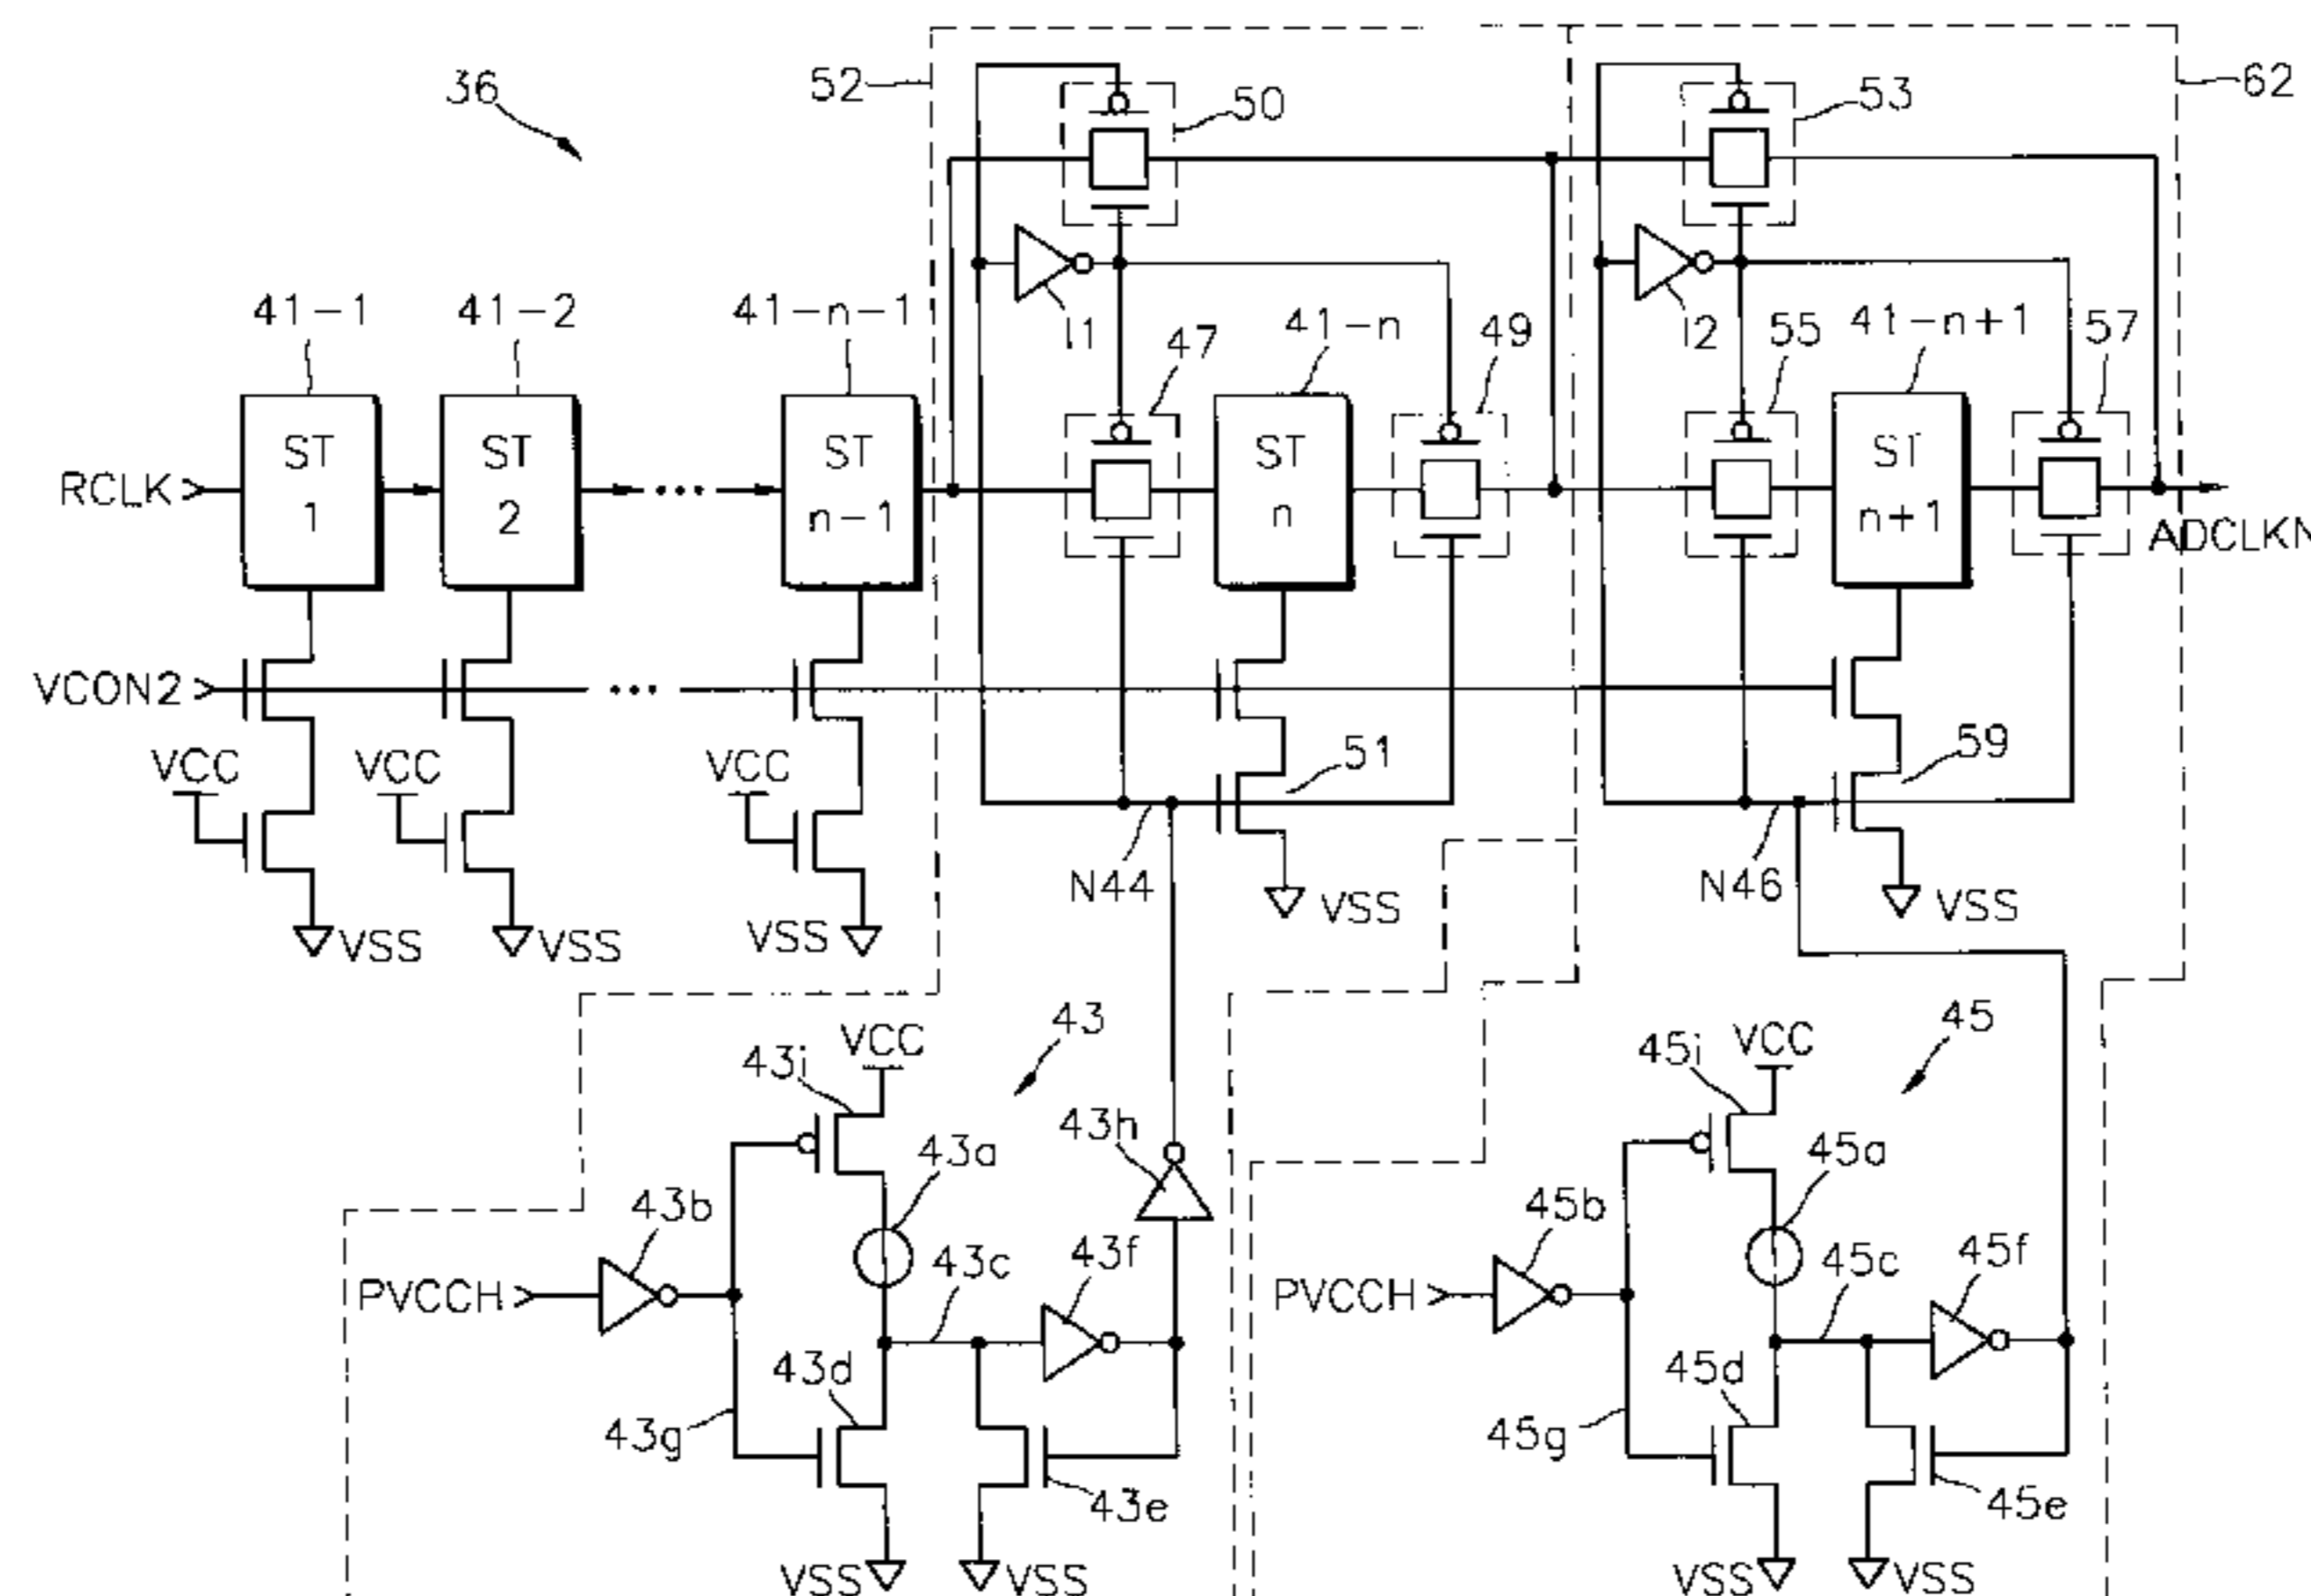 36
52
50
53
62
41-1
41-2
41-n-1
I1
47
41-n
49
I2
55
41-n+1
57
RCLK
ST
1
ST
2
ST
n-1
ST
n
ST
n+1
ADCLKN
VCON2
VCC
VCC
VCC
51
59
N44
N46
VSS
VSS
VSS
VSS
VSS
43i
VCC
43
43h
43a
43b
43f
43c
PVCCH
43d
43g
43e
VSS
VSS
45i
VCC
45
45a
45b
45f
45c
PVCCH
45d
45g
45e
VSS
VSS